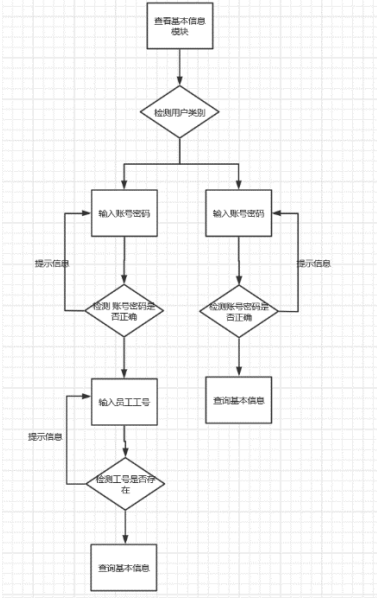 查看基本信息
模块
检测用户类别
输入账号密码
输入账号密码
提示信息
提示信息
检测 账号密码是
否正确
检测账号密码是
否正确
输入员工工号
查询基本信息
提示信息
检测工号是否存
在
查询基本信息